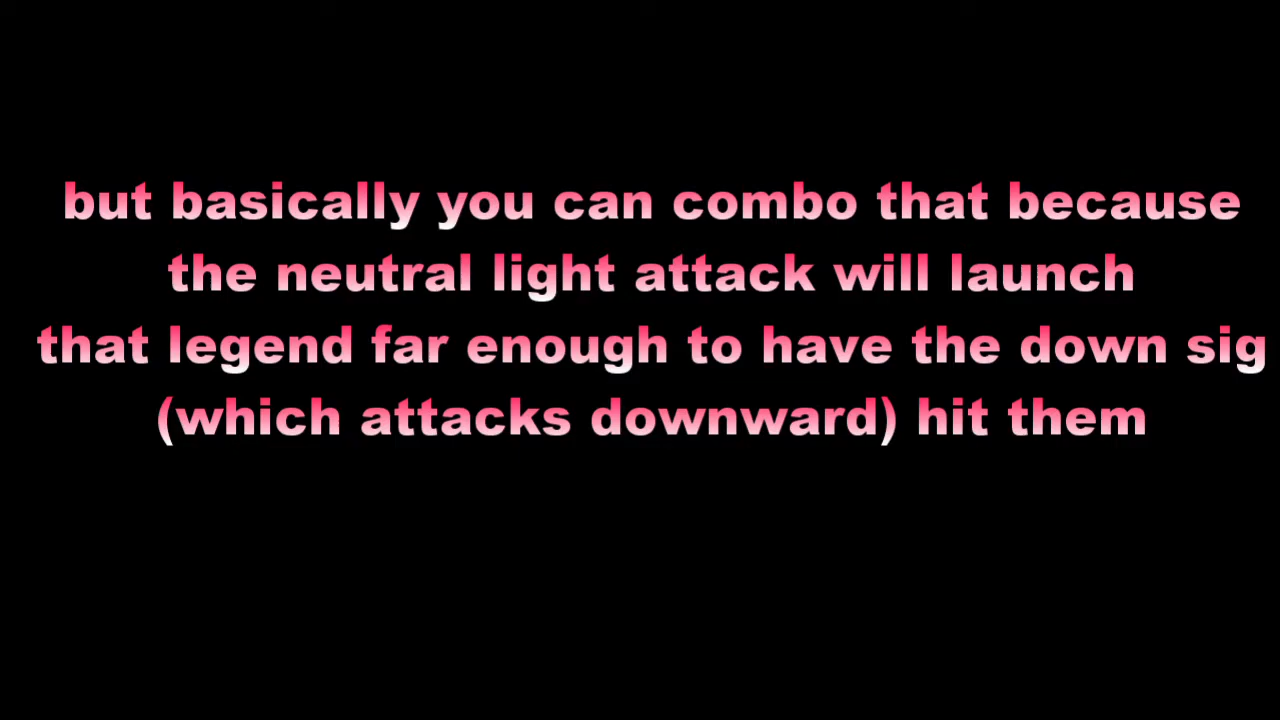 but basically you can combo that because
the neutral light attack will launch
that legend far enough to have the down sig
(which attacks downward) hit them